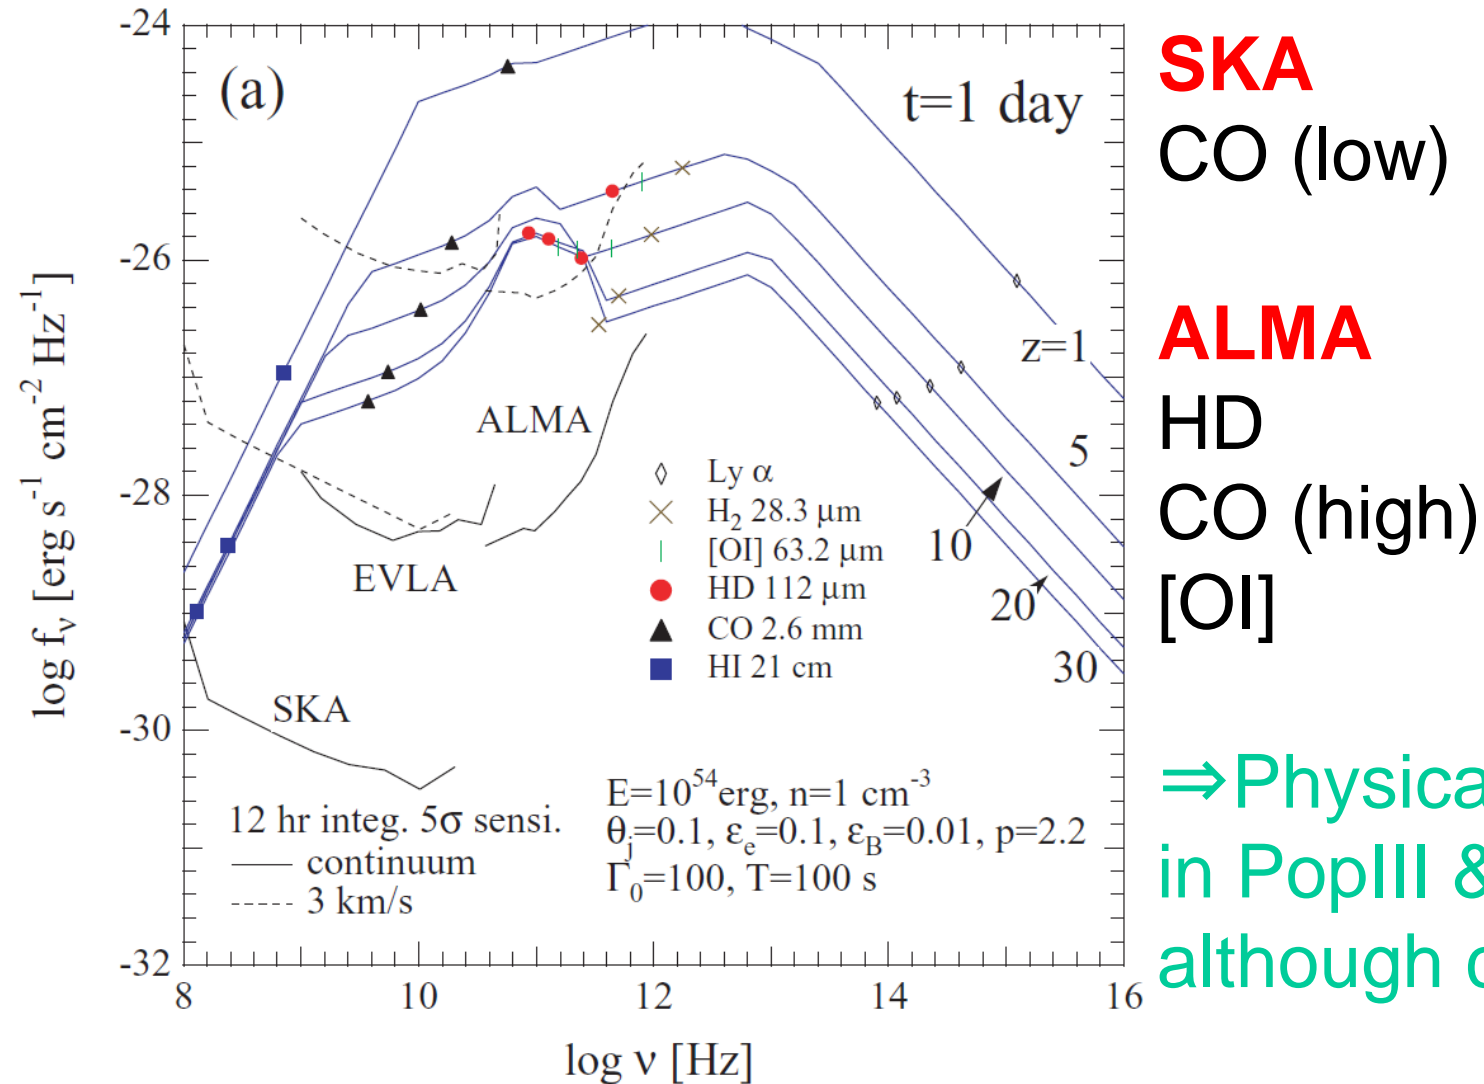 -24
-26
-28
-30
-32
log fν [erg s⁻¹ cm⁻² Hz⁻¹]
(a)
t=1 day
z=1
5
10
20
30
ALMA
EVLA
SKA
Ly α
H₂ 28.3 μm
[OI] 63.2 μm
HD 112 μm
CO 2.6 mm
HI 21 cm
12 hr integ. 5σ sensi.
continuum
3 km/s
E=10⁵⁴erg, n=1 cm⁻³
θj=0.1, εe=0.1, εB=0.01, p=2.2
Γ₀=100, T=100 s
8 10 12 14 16
log ν [Hz]
SKA
CO (low)
ALMA
HD
CO (high)
[OI]
⇒Physica
in PopIII &
although